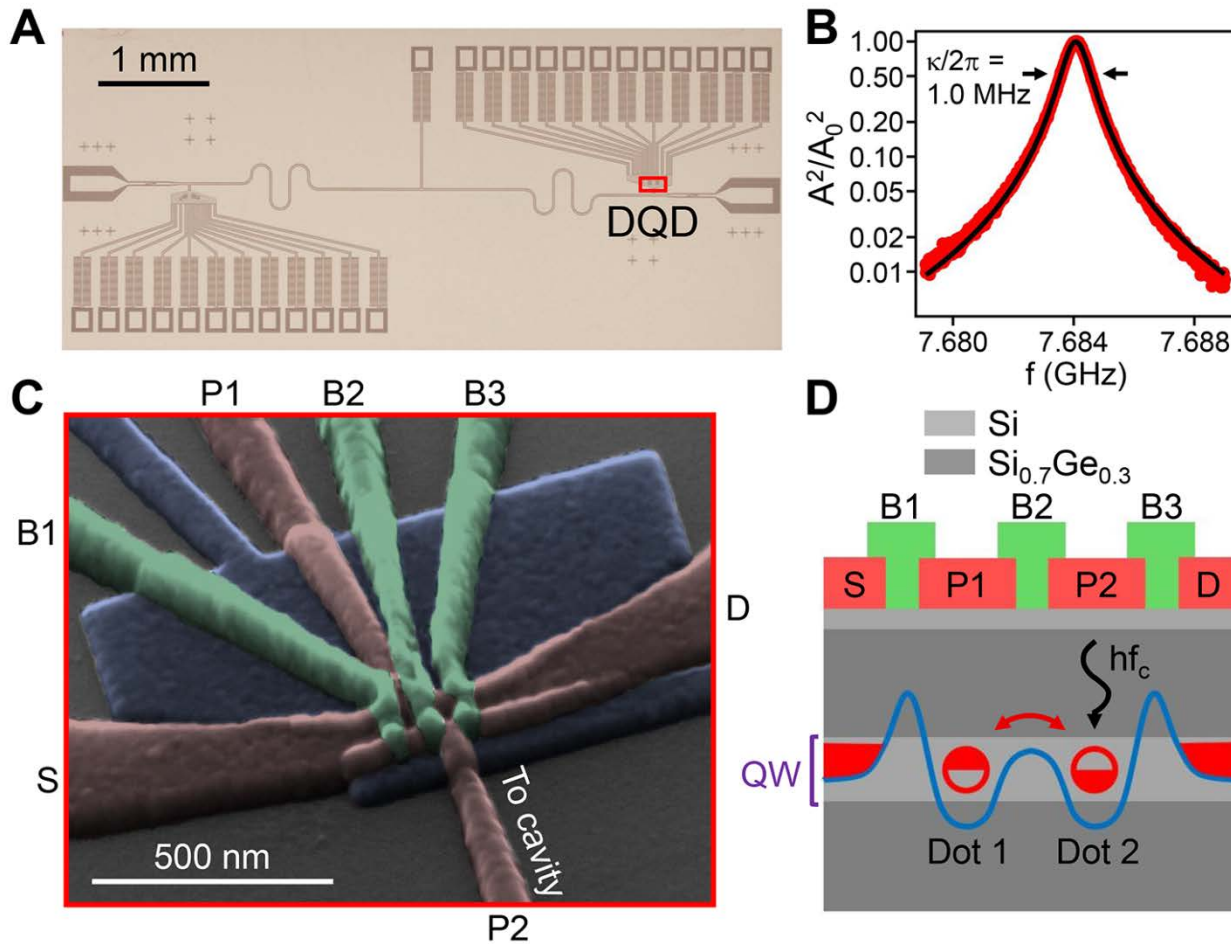 A
1 mm
DQD
B
κ/2π =
1.0 MHz
A²/A₀²
1.00
0.50
0.20
0.10
0.05
0.02
0.01
7.680 7.684 7.688
f (GHz)
C
P1 B2 B3
B1
D
S
To cavity
500 nm
P2
D
Si
Si₀.₇Ge₀.₃
B1 B2 B3
S P1 P2 D
hf꜀
QW
Dot 1 Dot 2